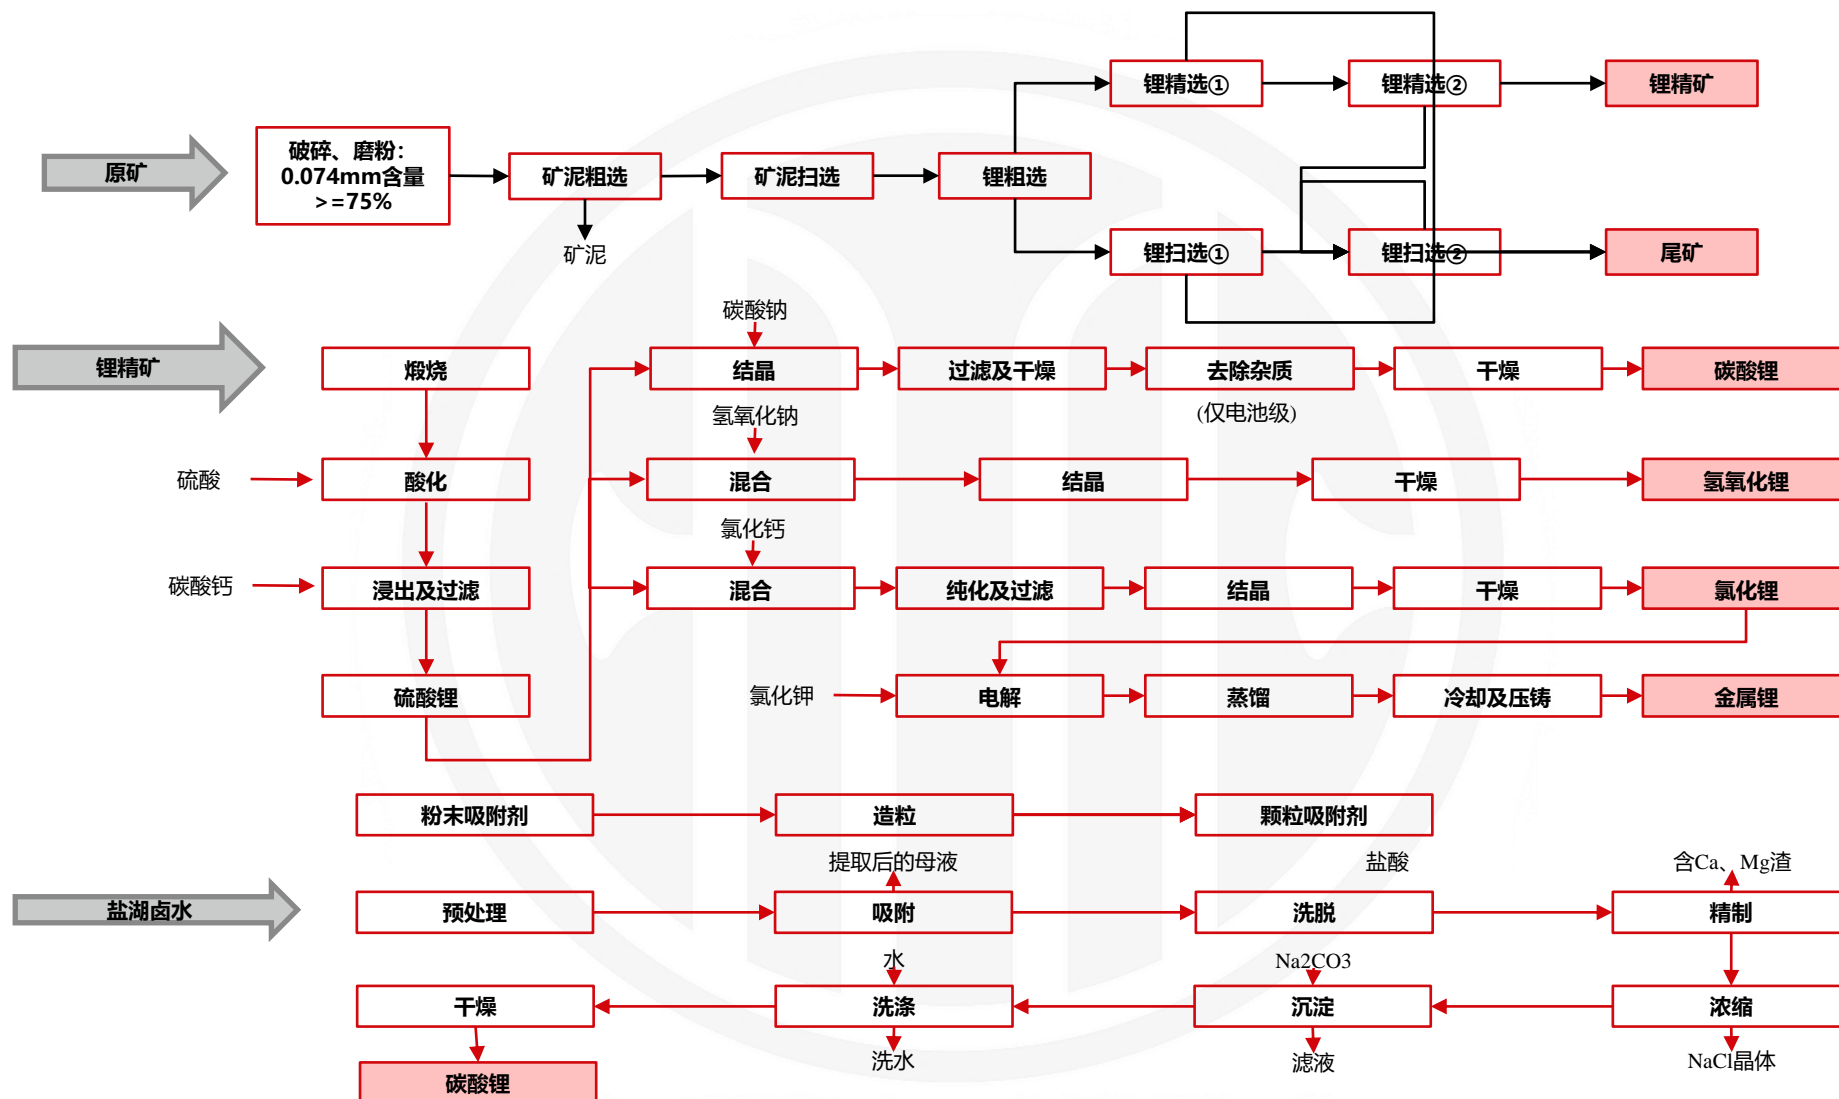 原矿
破碎、磨粉：
0.074mm含量
>=75%
矿泥粗选
矿泥
矿泥扫选
锂粗选
锂精选①
锂精选②
锂精矿
锂扫选①
锂扫选②
尾矿
锂精矿
煅烧
碳酸钠
结晶
过滤及干燥
去除杂质
(仅电池级)
干燥
碳酸锂
硫酸
酸化
氢氧化钠
混合
结晶
干燥
氢氧化锂
碳酸钙
浸出及过滤
氯化钙
混合
纯化及过滤
结晶
干燥
氯化锂
硫酸锂
氯化钾
电解
蒸馏
冷却及压铸
金属锂
粉末吸附剂
造粒
颗粒吸附剂
盐湖卤水
预处理
提取后的母液
吸附
盐酸
洗脱
含Ca、Mg渣
精制
干燥
水
洗涤
洗水
Na2CO3
沉淀
滤液
浓缩
NaCl晶体
碳酸锂